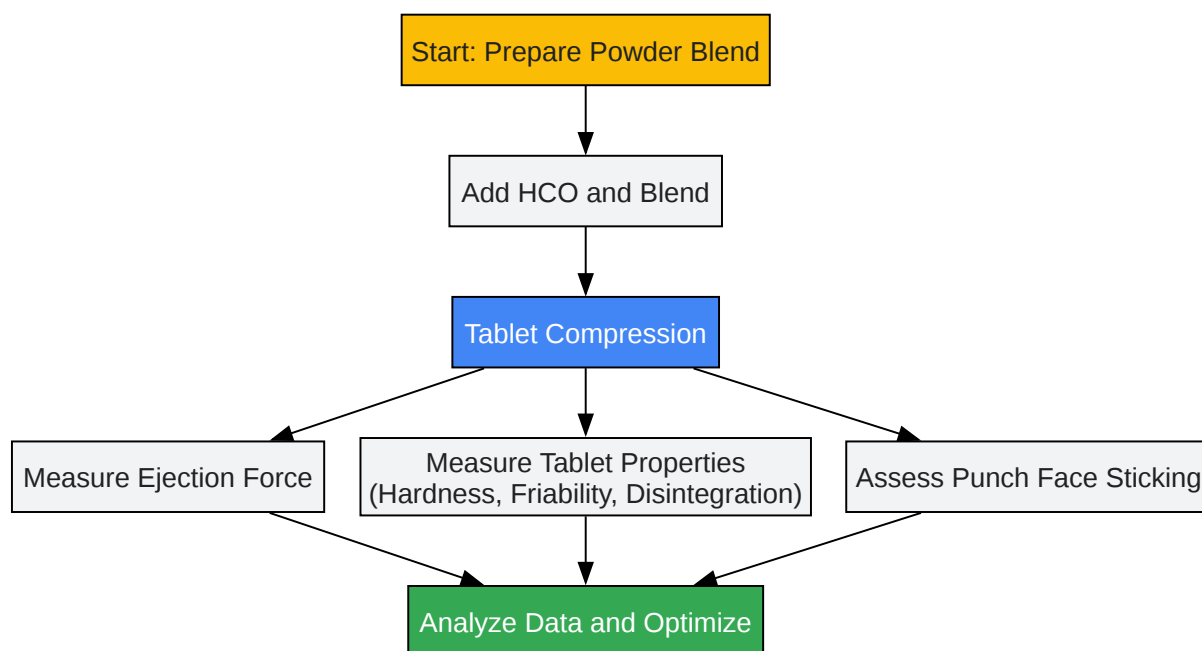 Start: Prepare Powder Blend
Add HCO and Blend
Tablet Compression
Measure Ejection Force
Measure Tablet Properties
(Hardness, Friability, Disintegration)
Assess Punch Face Sticking
Analyze Data and Optimize